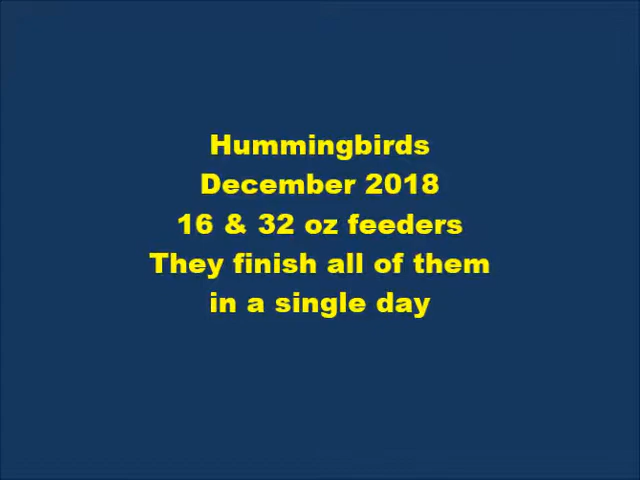 Hummingbirds
December 2018
16 & 32 oz feeders
They finish all of them
in a single day